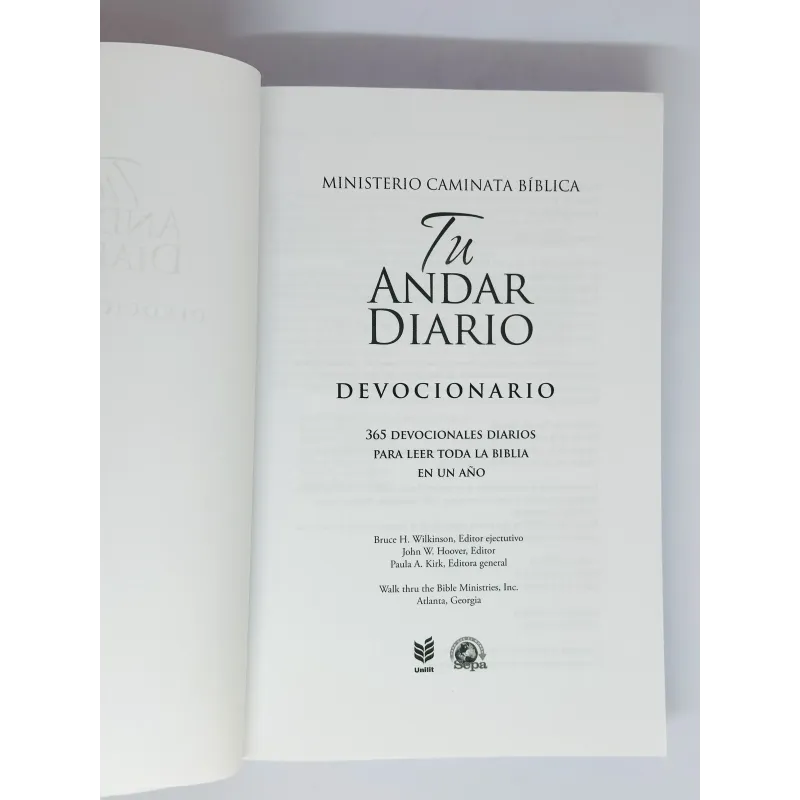 MINISTERIO CAMINATA BÍBLICA
Tu
ANDAR
DIARIO
DEVOCIONARIO
365 DEVOCIONALES DIARIOS
PARA LEER TODA LA BIBLIA
EN UN AÑO
Bruce H. Wilkinson, Editor ejectutivo
John W. Hoover, Editor
Paula A. Kirk, Editora general
Walk thru the Bible Ministries, Inc.
Atlanta, Georgia
Unilit
Sepa